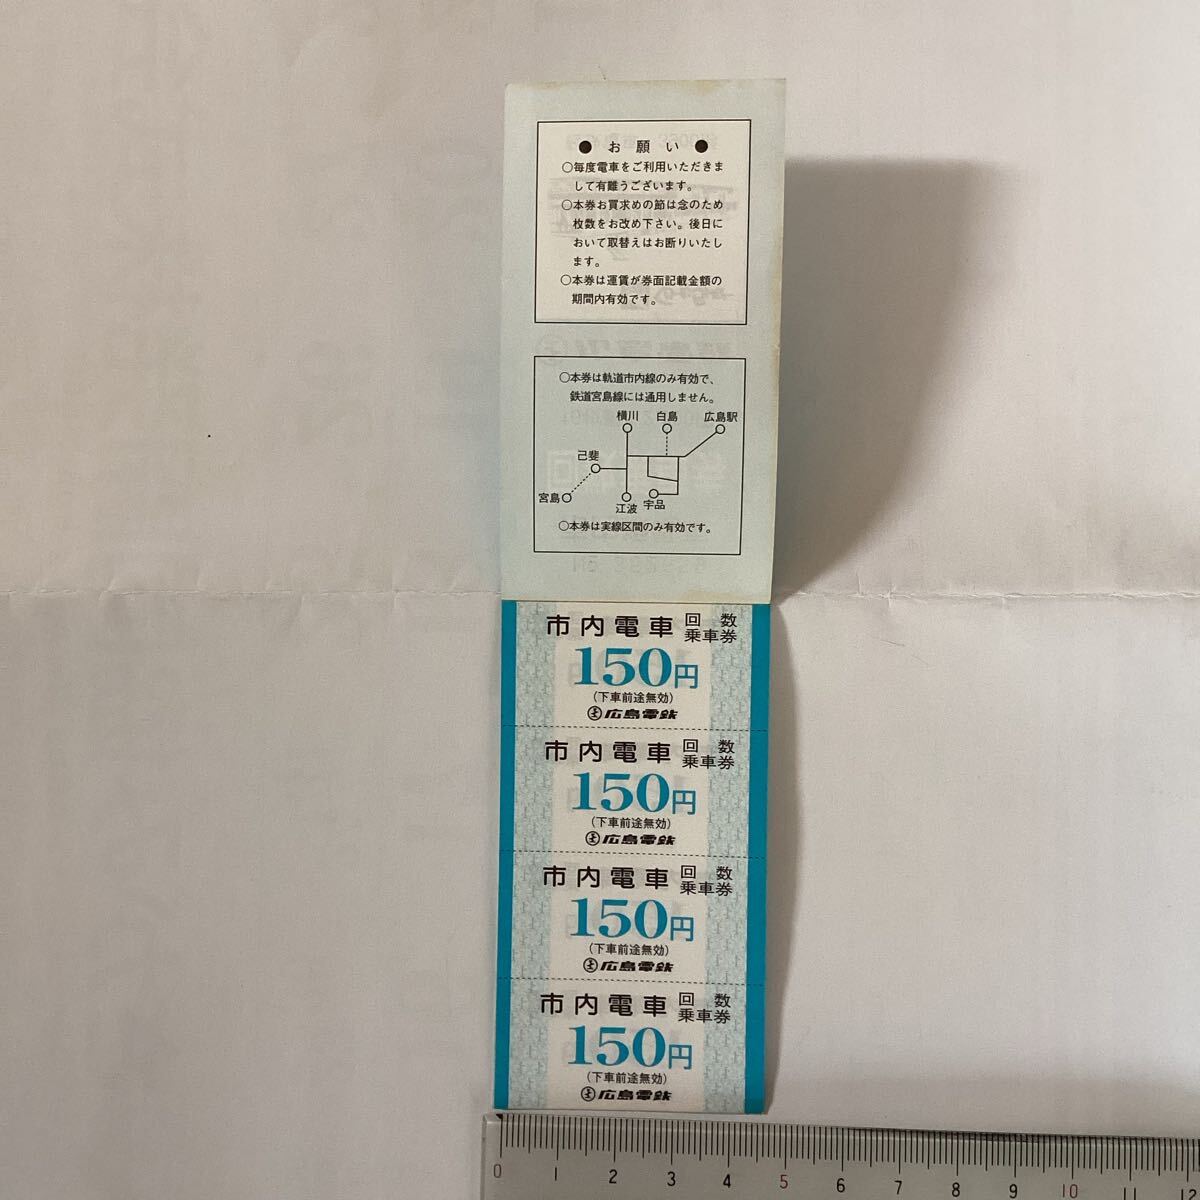 ● お願い ●
○毎度電車をご利用いただきま
して有難うございます。
○本券お買求めの節は念のため
枚数をお改め下さい。後日に
おいて取替えはお断りいたし
ます。
○本券は運賃が券面記載金額の
期間内有効です。
○本券は軌道市内線のみ有効で、
鉄道宮島線には通用しません。
横川 白島 広島駅
己斐
宮島
江波 宇品
○本券は実線区間のみ有効です。
市内電車 回数
乗車券
150円
(下車前途無効)
広島電鉄
市内電車 回数
乗車券
150円
(下車前途無効)
広島電鉄
市内電車 回数
乗車券
150円
(下車前途無効)
広島電鉄
市内電車 回数
乗車券
150円
(下車前途無効)
広島電鉄
0 1 2 3 4 5 6 7 8 9 10 11 12